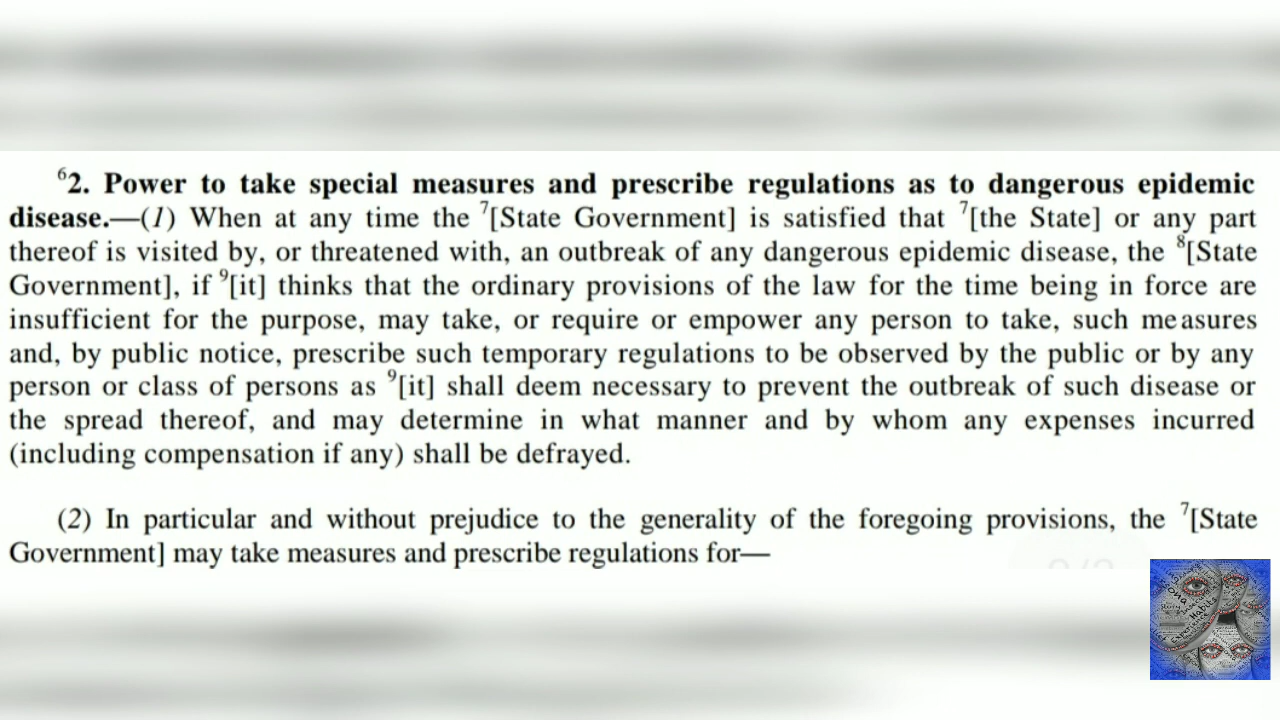 ⁶2. Power to take special measures and prescribe regulations as to dangerous epidemic
disease.—(1) When at any time the ⁷[State Government] is satisfied that ⁷[the State] or any part
thereof is visited by, or threatened with, an outbreak of any dangerous epidemic disease, the ⁸[State
Government], if ⁹[it] thinks that the ordinary provisions of the law for the time being in force are
insufficient for the purpose, may take, or require or empower any person to take, such measures
and, by public notice, prescribe such temporary regulations to be observed by the public or by any
person or class of persons as ⁹[it] shall deem necessary to prevent the outbreak of such disease or
the spread thereof, and may determine in what manner and by whom any expenses incurred
(including compensation if any) shall be defrayed.
(2) In particular and without prejudice to the generality of the foregoing provisions, the ⁷[State
Government] may take measures and prescribe regulations for—
Habits